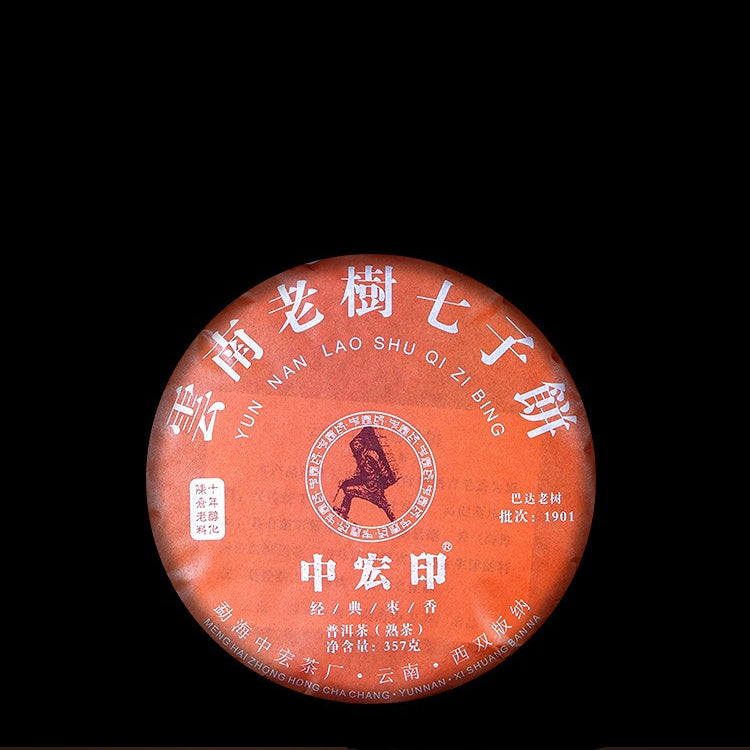 雲南老樹七子餅
YUN NAN LAO SHU QI ZI BING
十年醇化
陳倉老料
巴达老树
批次：1901
中宏印®
经/典/枣/香
普洱茶（熟茶）
净含量：357克
勐海中宏茶厂·云南·西双版纳
MENG HAI ZHONG HONG CHA CHANG·YUNNAN·XI SHUANG BAN NA